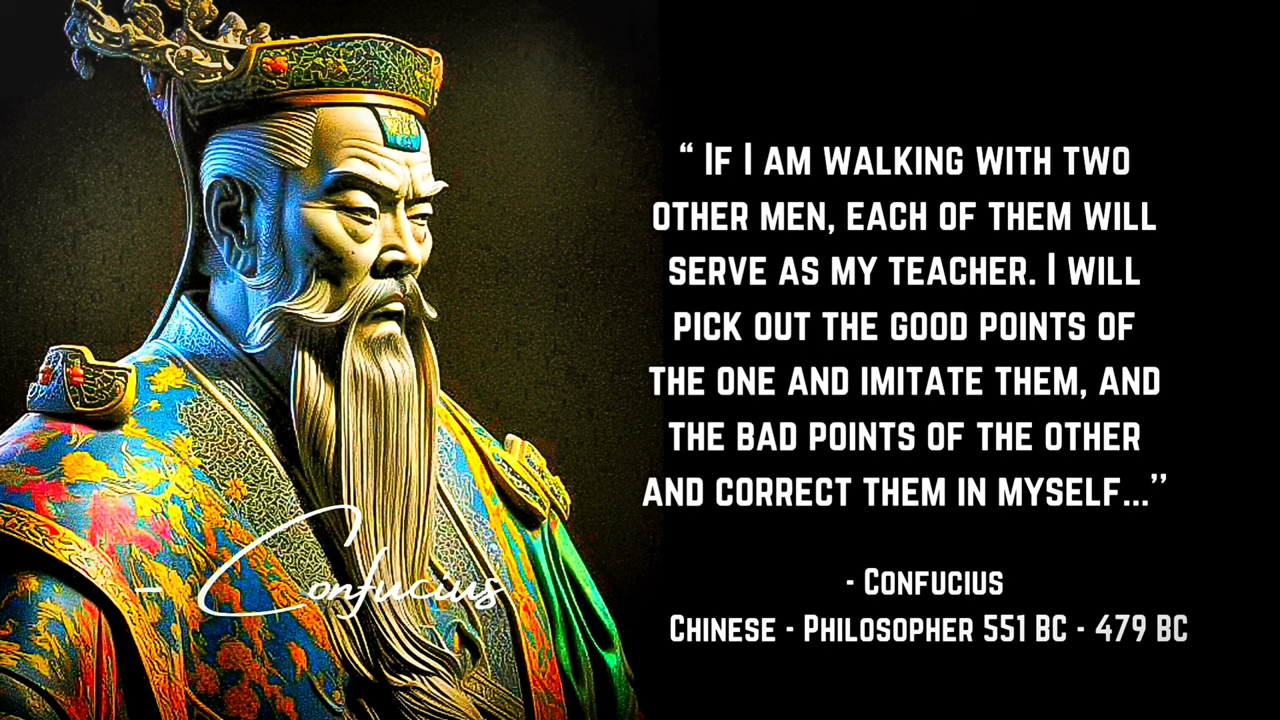 “ If I am walking with two
other men, each of them will
serve as my teacher. I will
pick out the good points of
the one and imitate them, and
the bad points of the other
and correct them in myself...’’
- Confucius
Chinese - Philosopher 551 BC - 479 BC
- Confucius